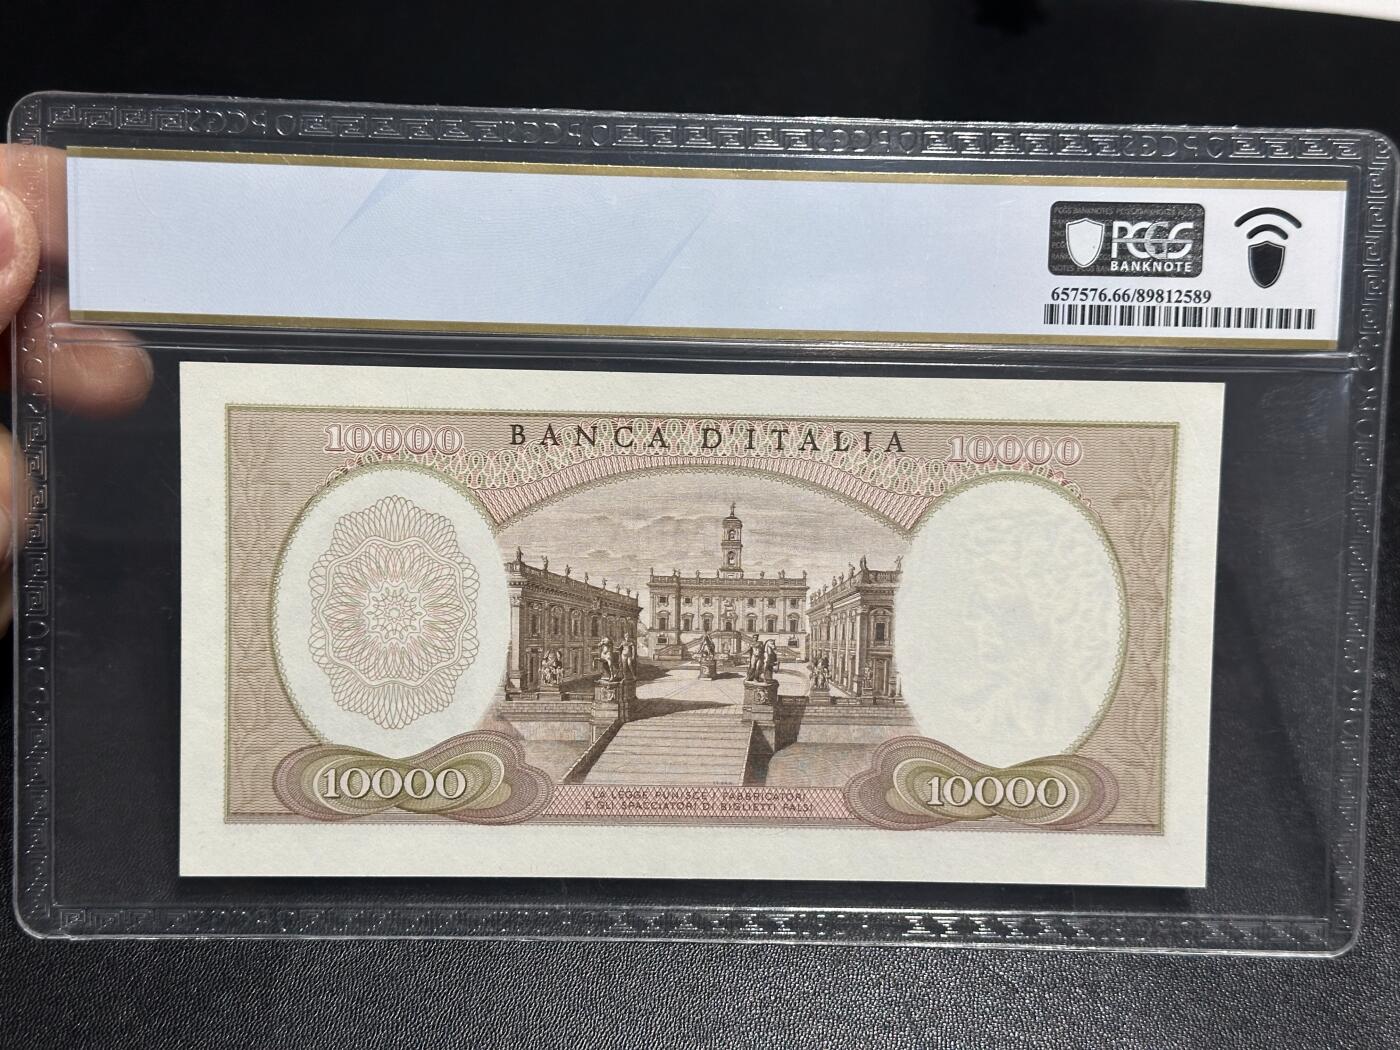 PCGS
BANKNOTE
657576.66/89812589
10000 BANCA D'ITALIA 10000
10000 10000
LA LEGGE PUNISCE I FABBRICATORI
E GLI SPACCIATORI DI BIGLIETTI FALSI